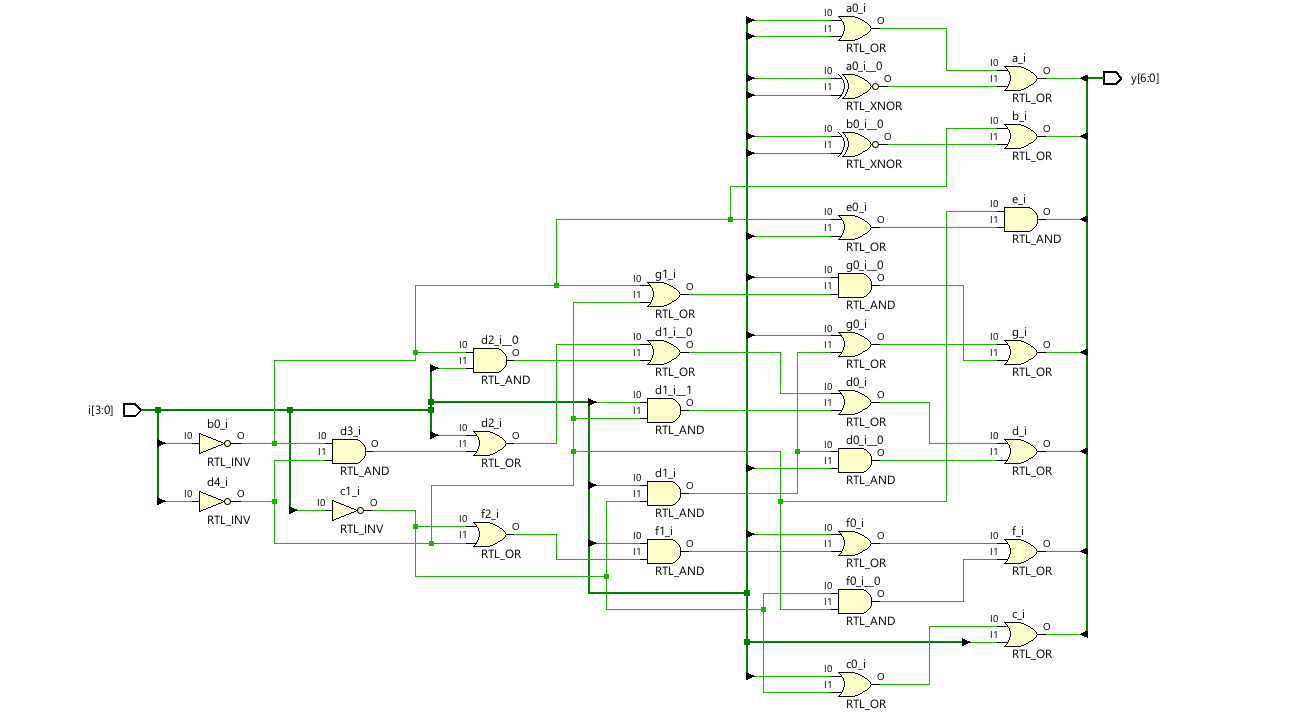 a0_i
I0 O
I1
RTL_OR
a_i
I0 O
I1
RTL_OR
y[6:0]
a0_i__0
I0 O
I1
RTL_XNOR
b0_i__0
I0 O
I1
RTL_XNOR
b_i
I0 O
I1
RTL_OR
e0_i
I0 O
I1
RTL_OR
e_i
I0 O
I1
RTL_AND
g1_i
I0 O
I1
RTL_OR
g0_i__0
I0 O
I1
RTL_AND
d2_i__0
I0 O
I1
RTL_AND
d1_i__0
I0 O
I1
RTL_OR
g0_i
I0 O
I1
RTL_OR
g_i
I0 O
I1
RTL_OR
i[3:0]
d1_i__1
I0 O
I1
RTL_AND
d0_i
I0 O
I1
RTL_OR
b0_i
I0 O
RTL_INV
d3_i
I0 O
I1
RTL_AND
d2_i
I0 O
I1
RTL_OR
d0_i__0
I0 O
I1
RTL_AND
d_i
I0 O
I1
RTL_OR
d4_i
I0 O
RTL_INV
c1_i
I0 O
RTL_INV
d1_i
I0 O
I1
RTL_AND
f2_i
I0 O
I1
RTL_OR
f1_i
I0 O
I1
RTL_AND
f0_i
I0 O
I1
RTL_OR
f_i
I0 O
I1
RTL_OR
f0_i__0
I0 O
I1
RTL_AND
c_i
I0 O
I1
RTL_OR
c0_i
I0 O
I1
RTL_OR